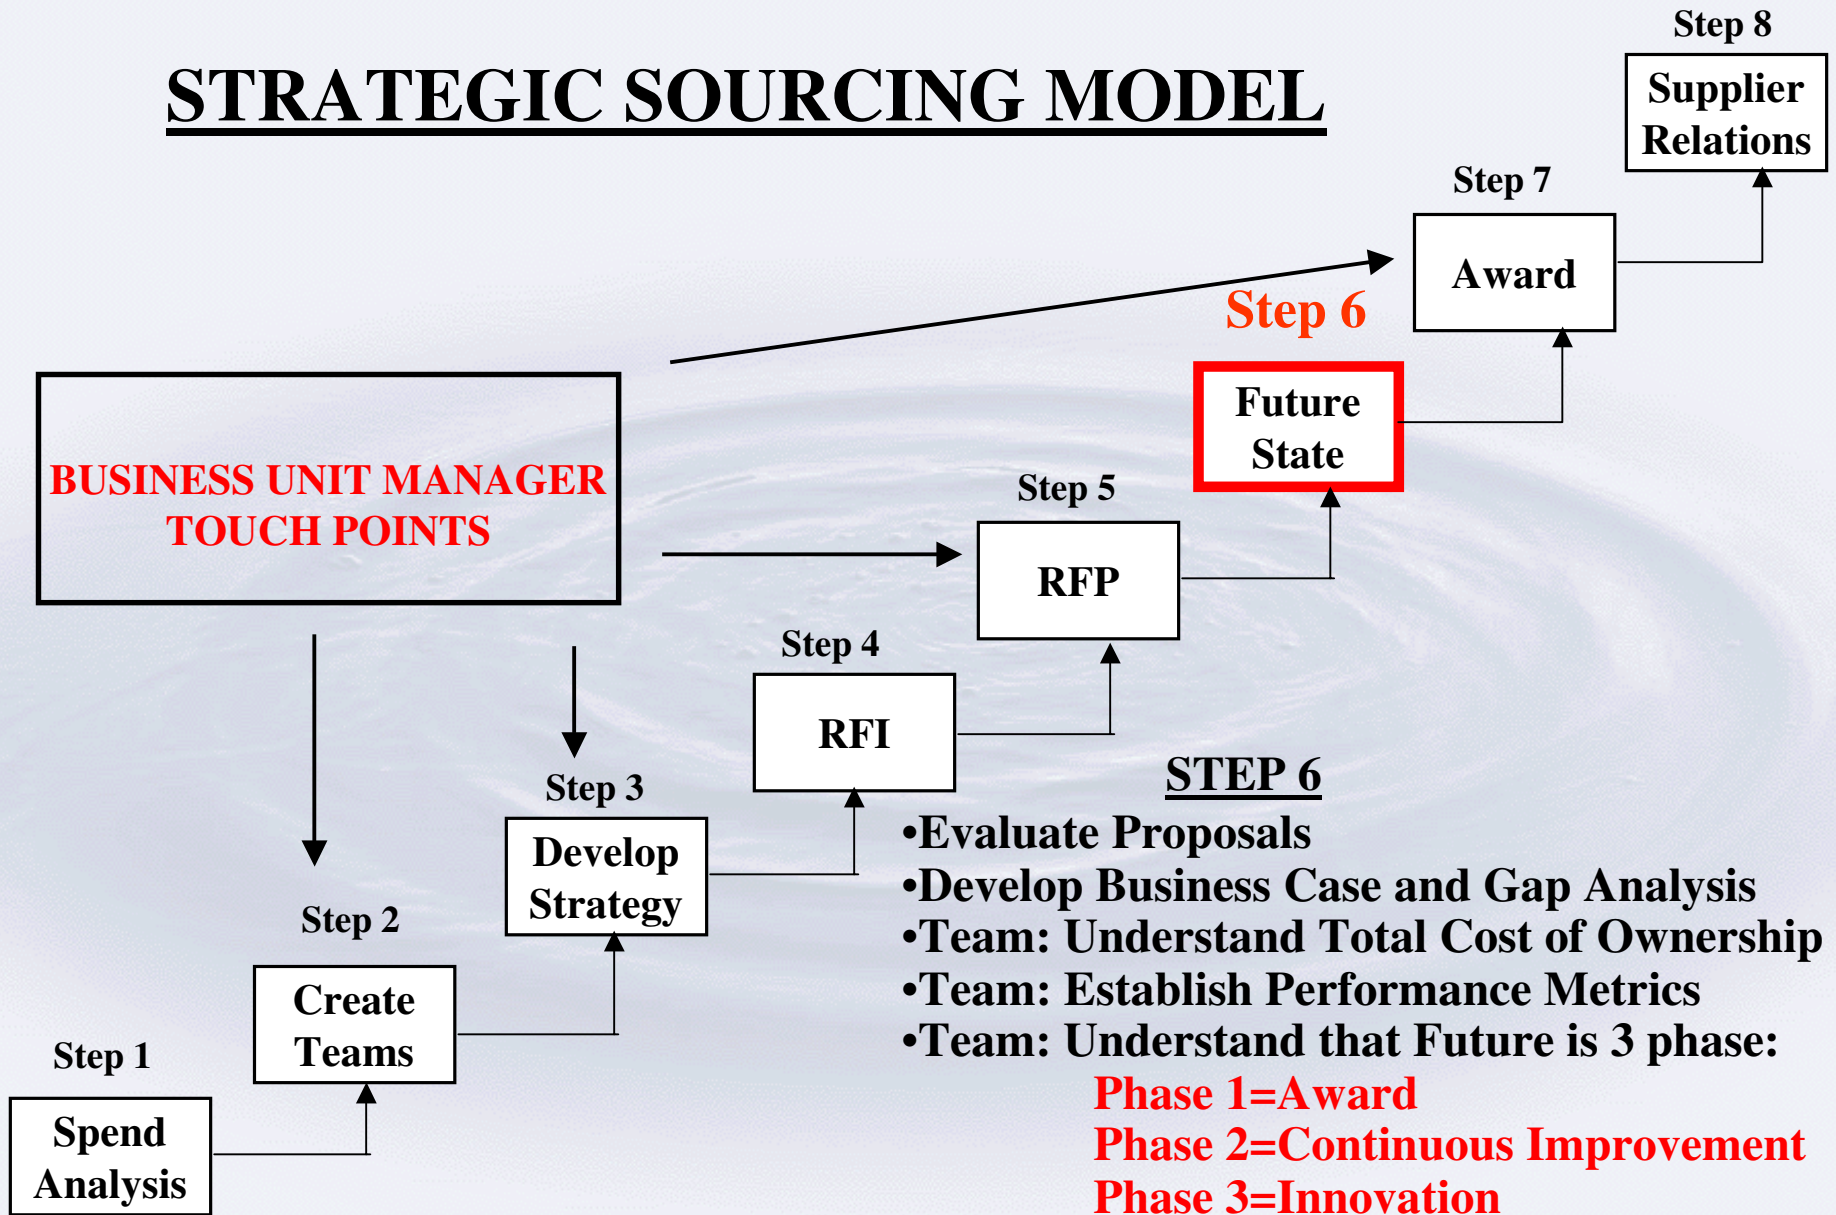 STRATEGIC SOURCING MODEL
Step 8
Supplier
Relations
Step 7
Award
Step 6
Future
State
BUSINESS UNIT MANAGER
TOUCH POINTS
Step 5
RFP
Step 4
RFI
Step 3
Develop
Strategy
Step 2
Create
Teams
Step 1
Spend
Analysis
STEP 6
•Evaluate Proposals
•Develop Business Case and Gap Analysis
•Team: Understand Total Cost of Ownership
•Team: Establish Performance Metrics
•Team: Understand that Future is 3 phase:
Phase 1=Award
Phase 2=Continuous Improvement
Phase 3=Innovation